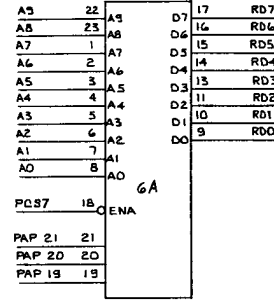 A9 22 A9 D7 17 RD7
A8 23 A8 D6 16 RD6
A7 1 A7 D5 15 RD5
A6 2 A6 D4 14 RD4
A5 3 A5 D3 13 RD3
A4 4 A4 D2 11 RD2
A3 5 A3 D1 10 RD1
A2 6 A2 D0 9 RD0
A1 7 A1
A0 8 A0
6A
PCS7 18 ENA
PAP 21 21
PAP 20 20
PAP 19 19